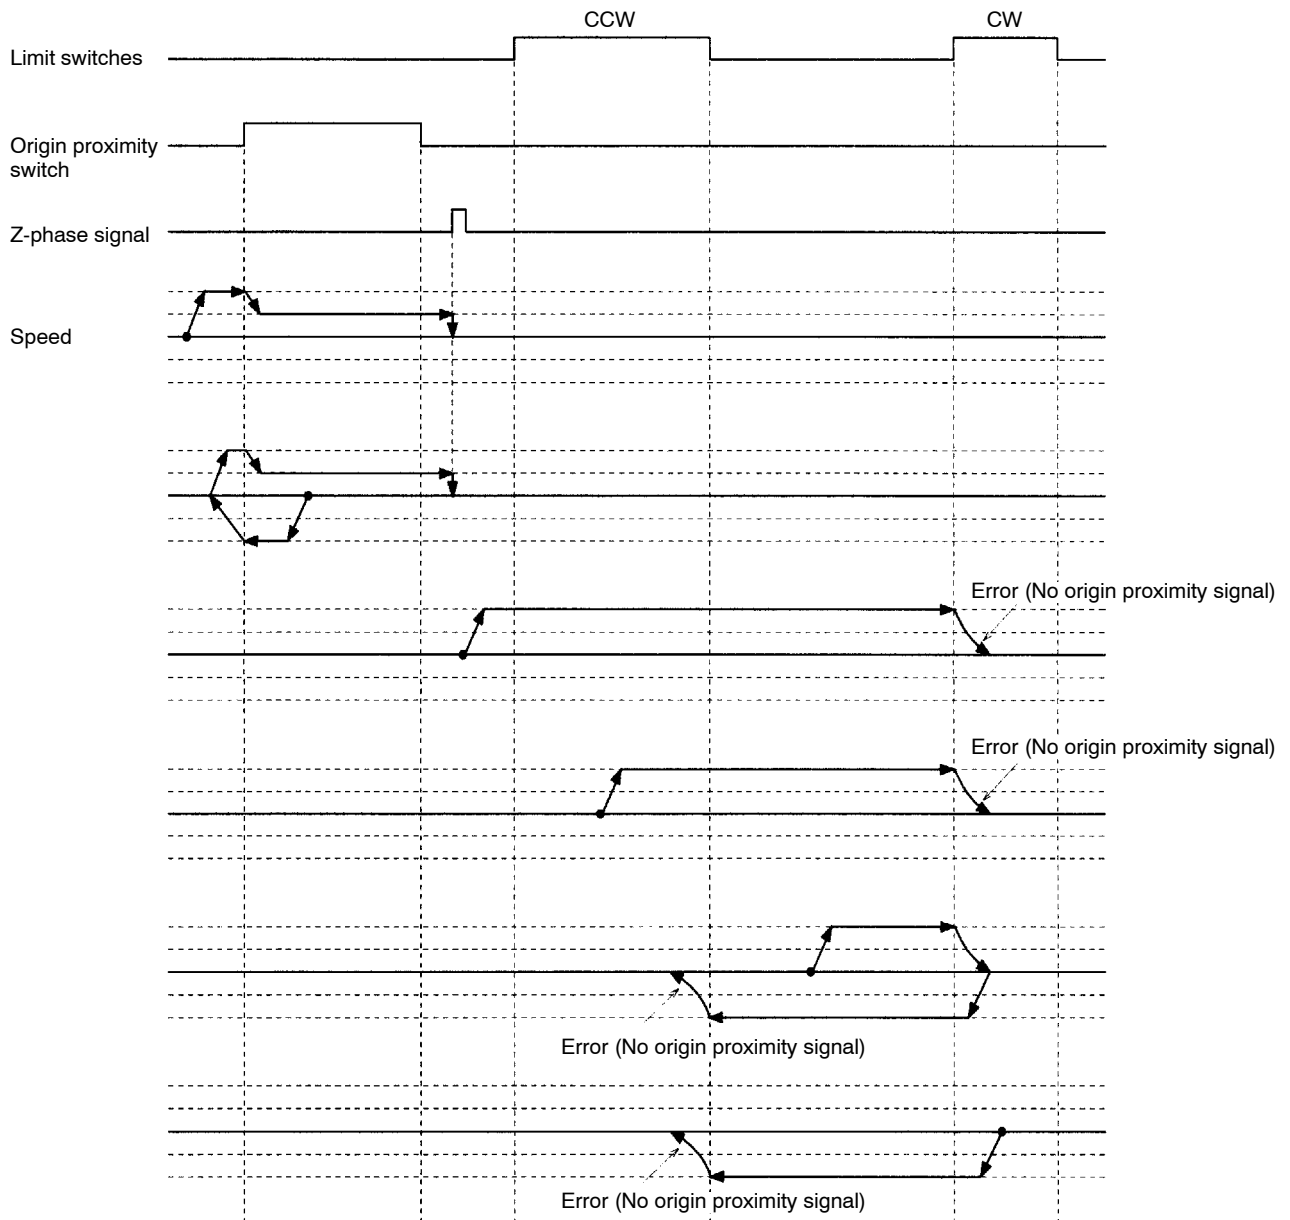 CCW
CW
Limit switches
Origin proximity
switch
Z-phase signal
Speed
Error (No origin proximity signal)
Error (No origin proximity signal)
Error (No origin proximity signal)
Error (No origin proximity signal)